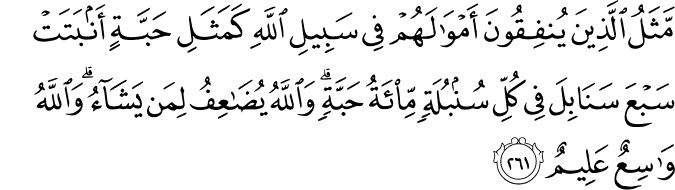 مَّثَلُ ٱلَّذِينَ يُنفِقُونَ أَمۡوَٰلَهُمۡ فِي سَبِيلِ ٱللَّهِ كَمَثَلِ حَبَّةٍ أَنۢبَتَتۡ
سَبۡعَ سَنَابِلَ فِي كُلِّ سُنۢبُلَةٖ مِّاْئَةُ حَبَّةٖۗ وَٱللَّهُ يُضَٰعِفُ لِمَن يَشَآءُۚ وَٱللَّهُ
وَٰسِعٌ عَلِيمٌ ٢٦١